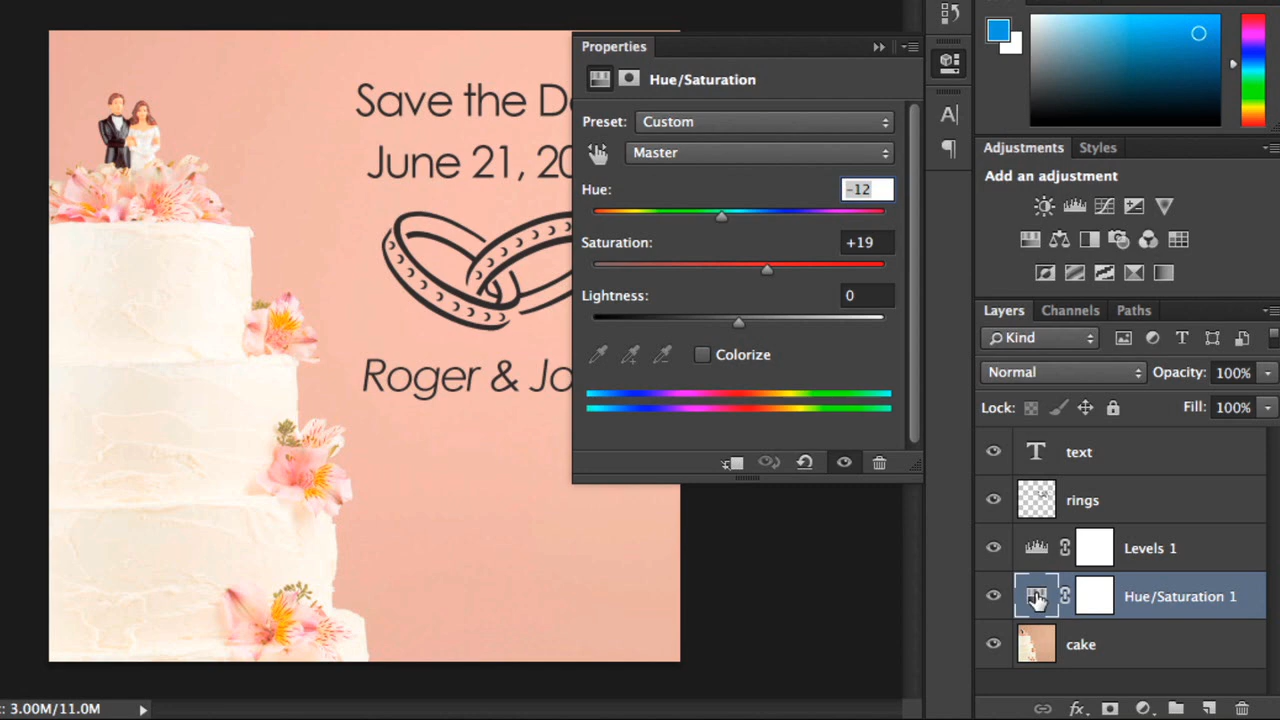 Save the D
June 21, 20
Roger & Jo
Properties
Hue/Saturation
Preset: Custom
Master
Hue: -12
Saturation: +19
Lightness: 0
Colorize
A
Adjustments Styles
Add an adjustment
Layers Channels Paths
Kind T
Normal Opacity: 100%
Lock: Fill: 100%
T text
rings
Levels 1
Hue/Saturation 1
cake
fx.
: 3.00M/11.0M